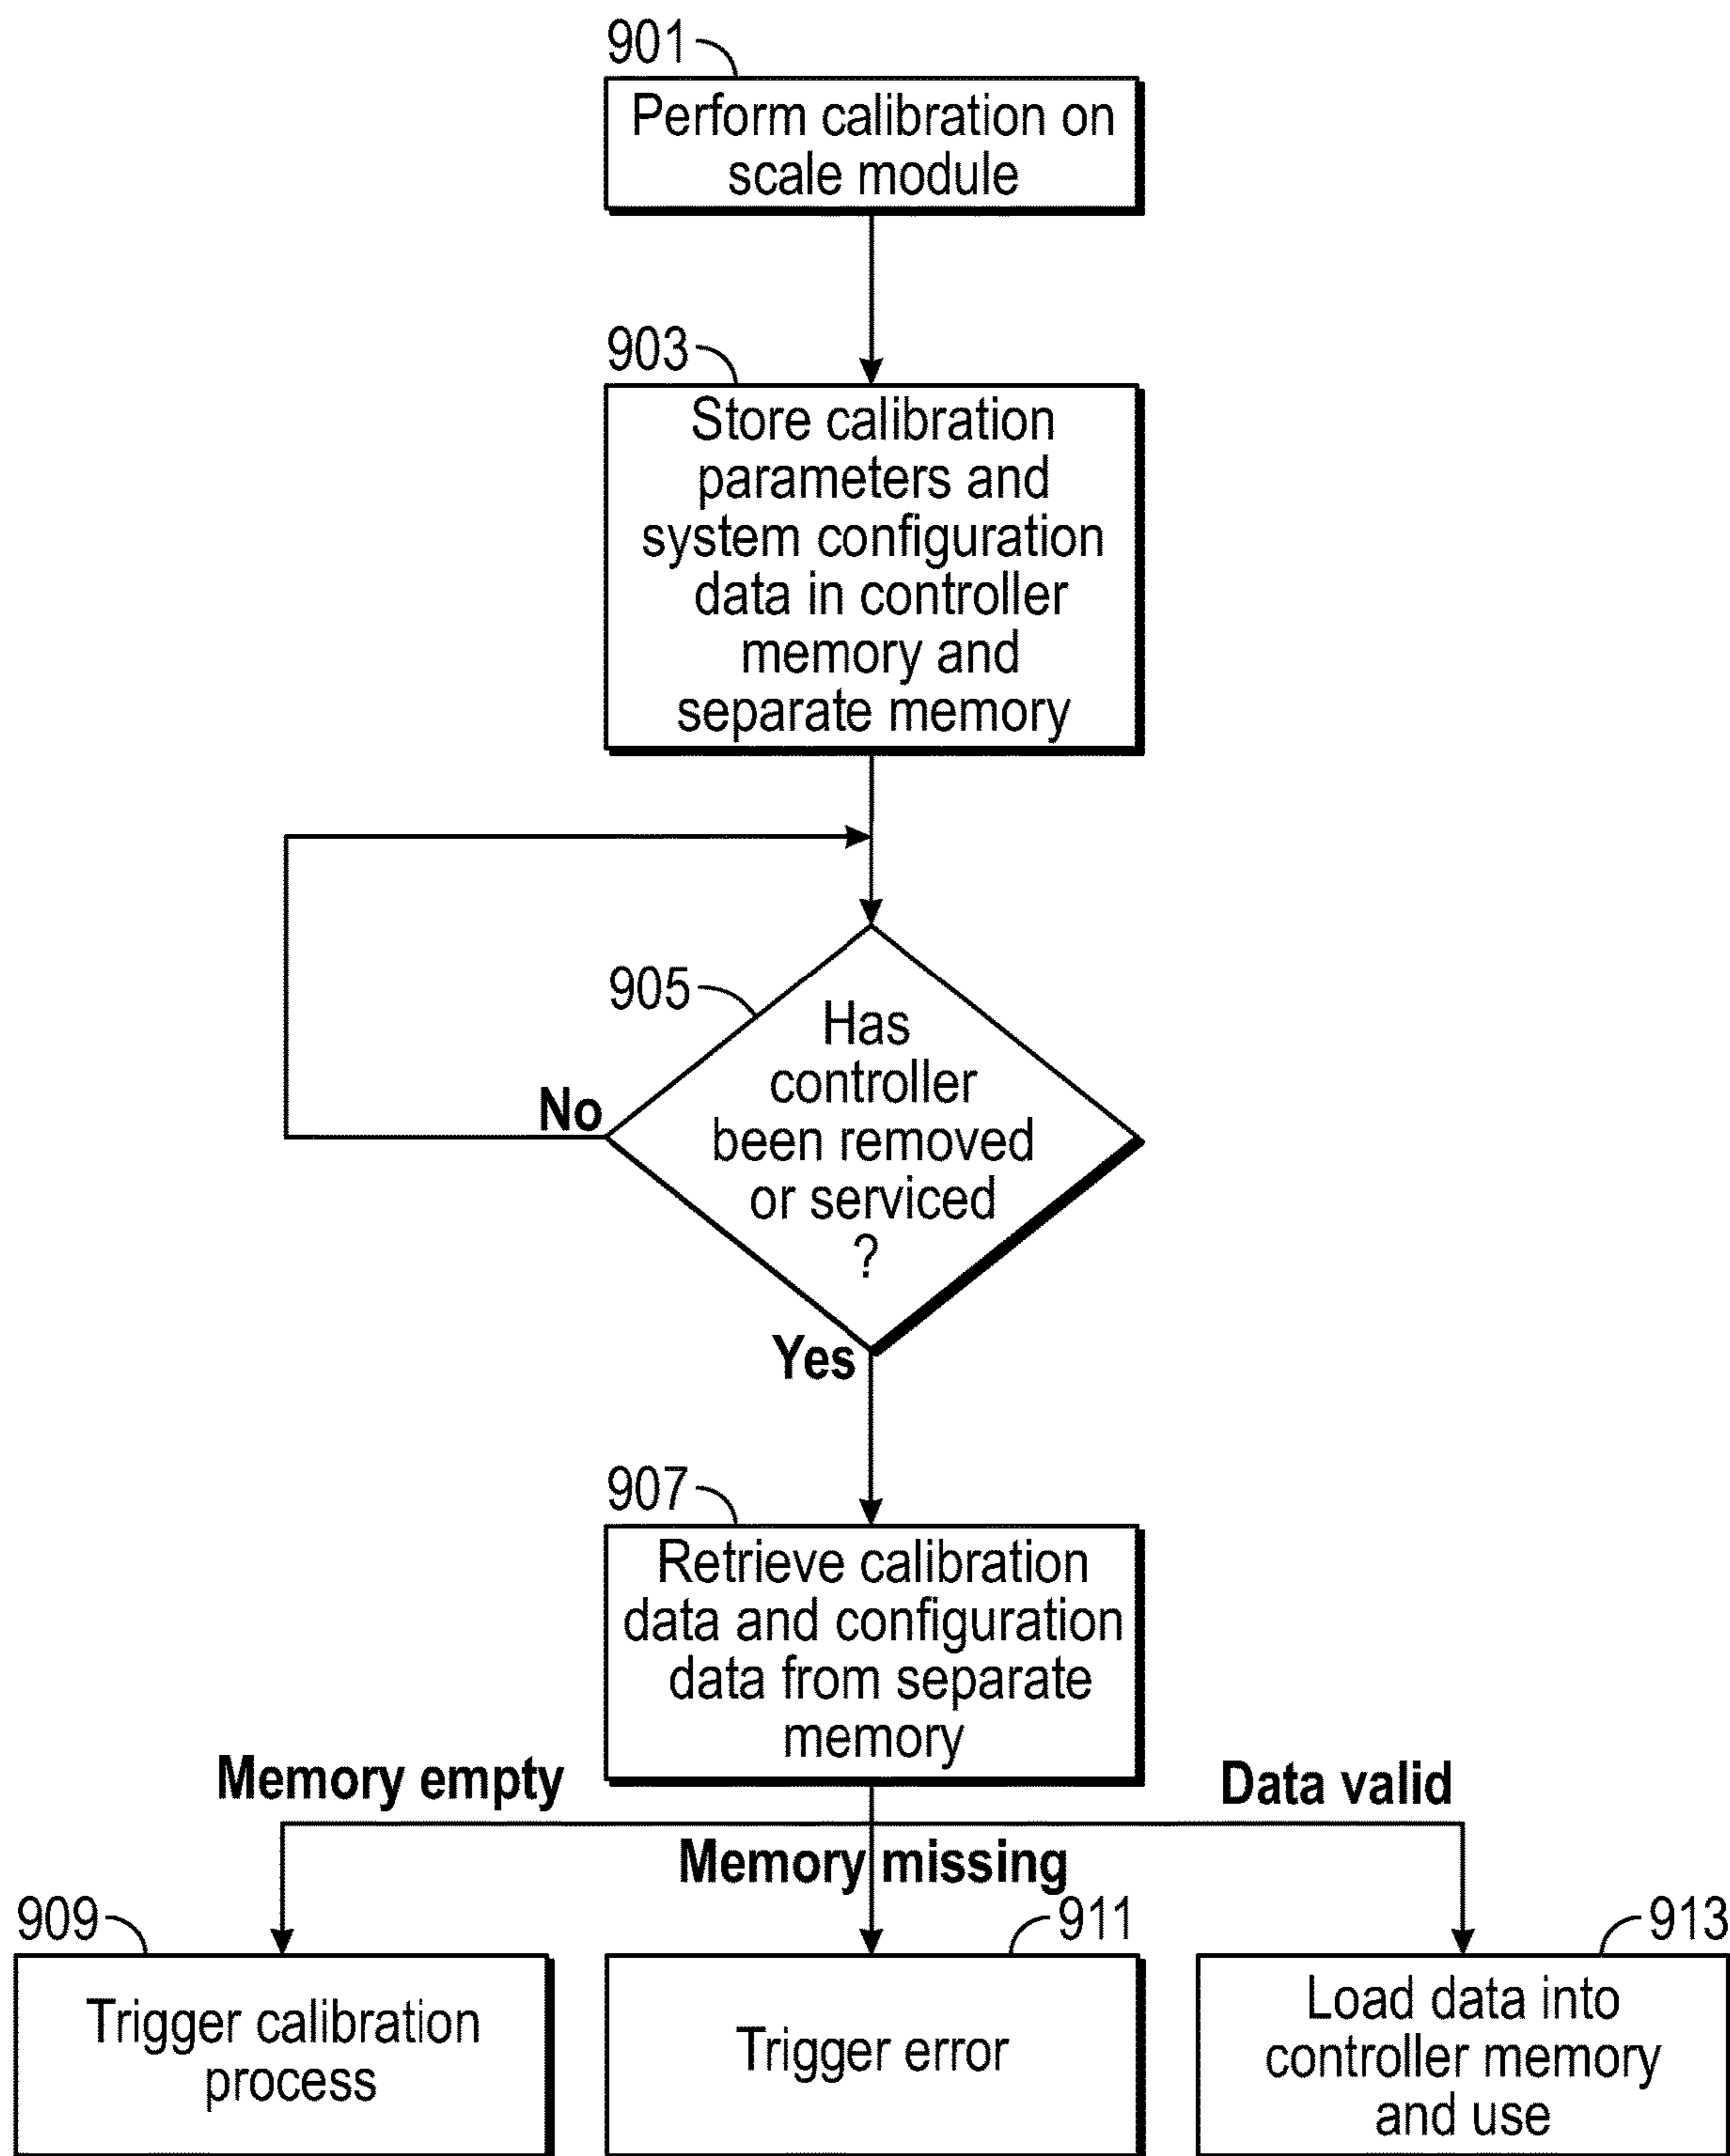 901
Perform calibration on
scale module
903
Store calibration
parameters and
system configuration
data in controller
memory and
separate memory
905
Has
controller
been removed
or serviced
?
No
Yes
907
Retrieve calibration
data and configuration
data from separate
memory
Memory empty
Memory missing
Data valid
909
Trigger calibration
process
911
Trigger error
913
Load data into
controller memory
and use